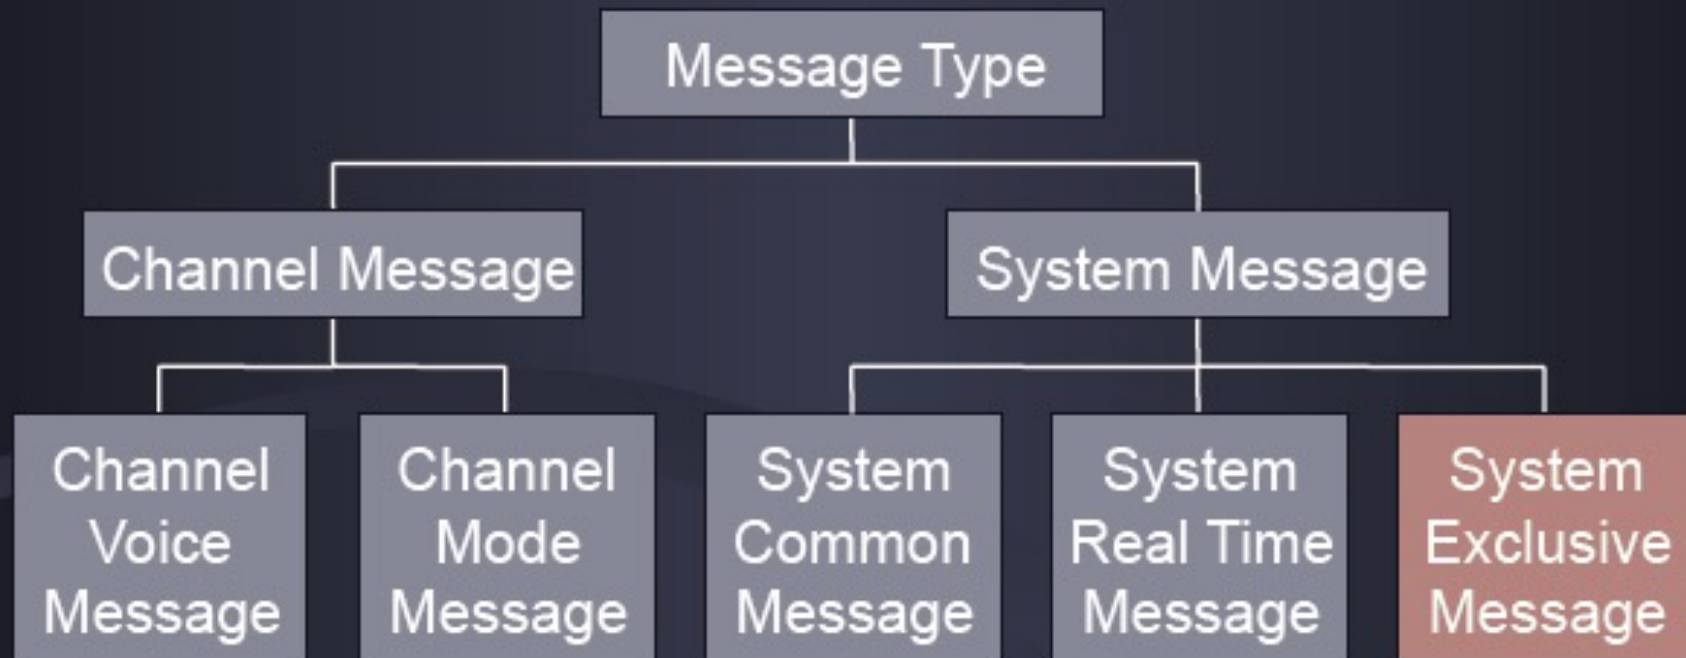 Message Type
Channel Message
System Message
Channel
Voice
Message
Channel
Mode
Message
System
Common
Message
System
Real Time
Message
System
Exclusive
Message